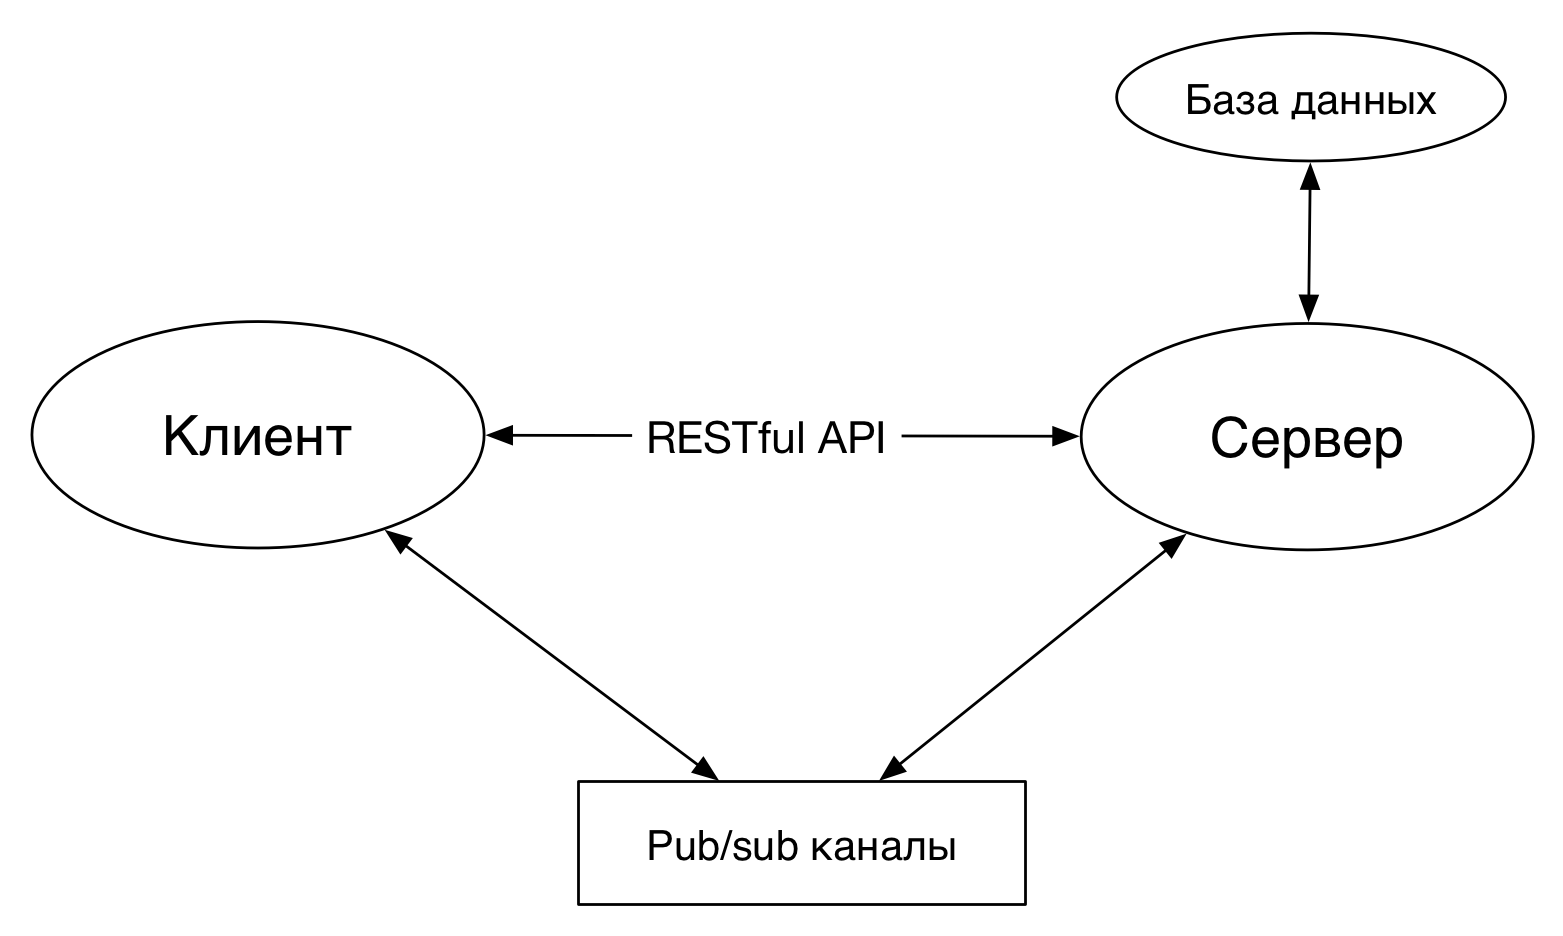 База данных
Клиент
RESTful API
Сервер
Pub/sub каналы